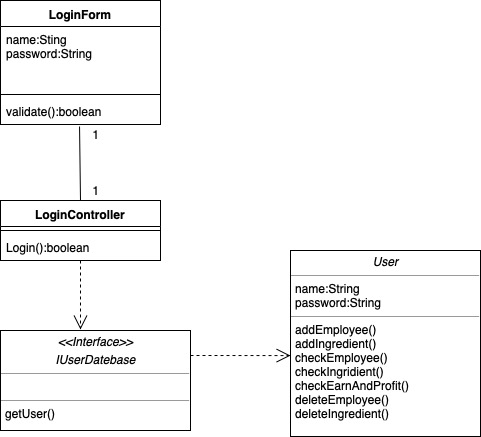 LoginForm
name:Sting
password:String
validate():boolean
1
1
LoginController
Login():boolean
<<Interface>>
IUserDatebase
getUser()
User
name:String
password:String
addEmployee()
addIngredient()
checkEmployee()
checkIngridient()
checkEarnAndProfit()
deleteEmployee()
deleteIngredient()